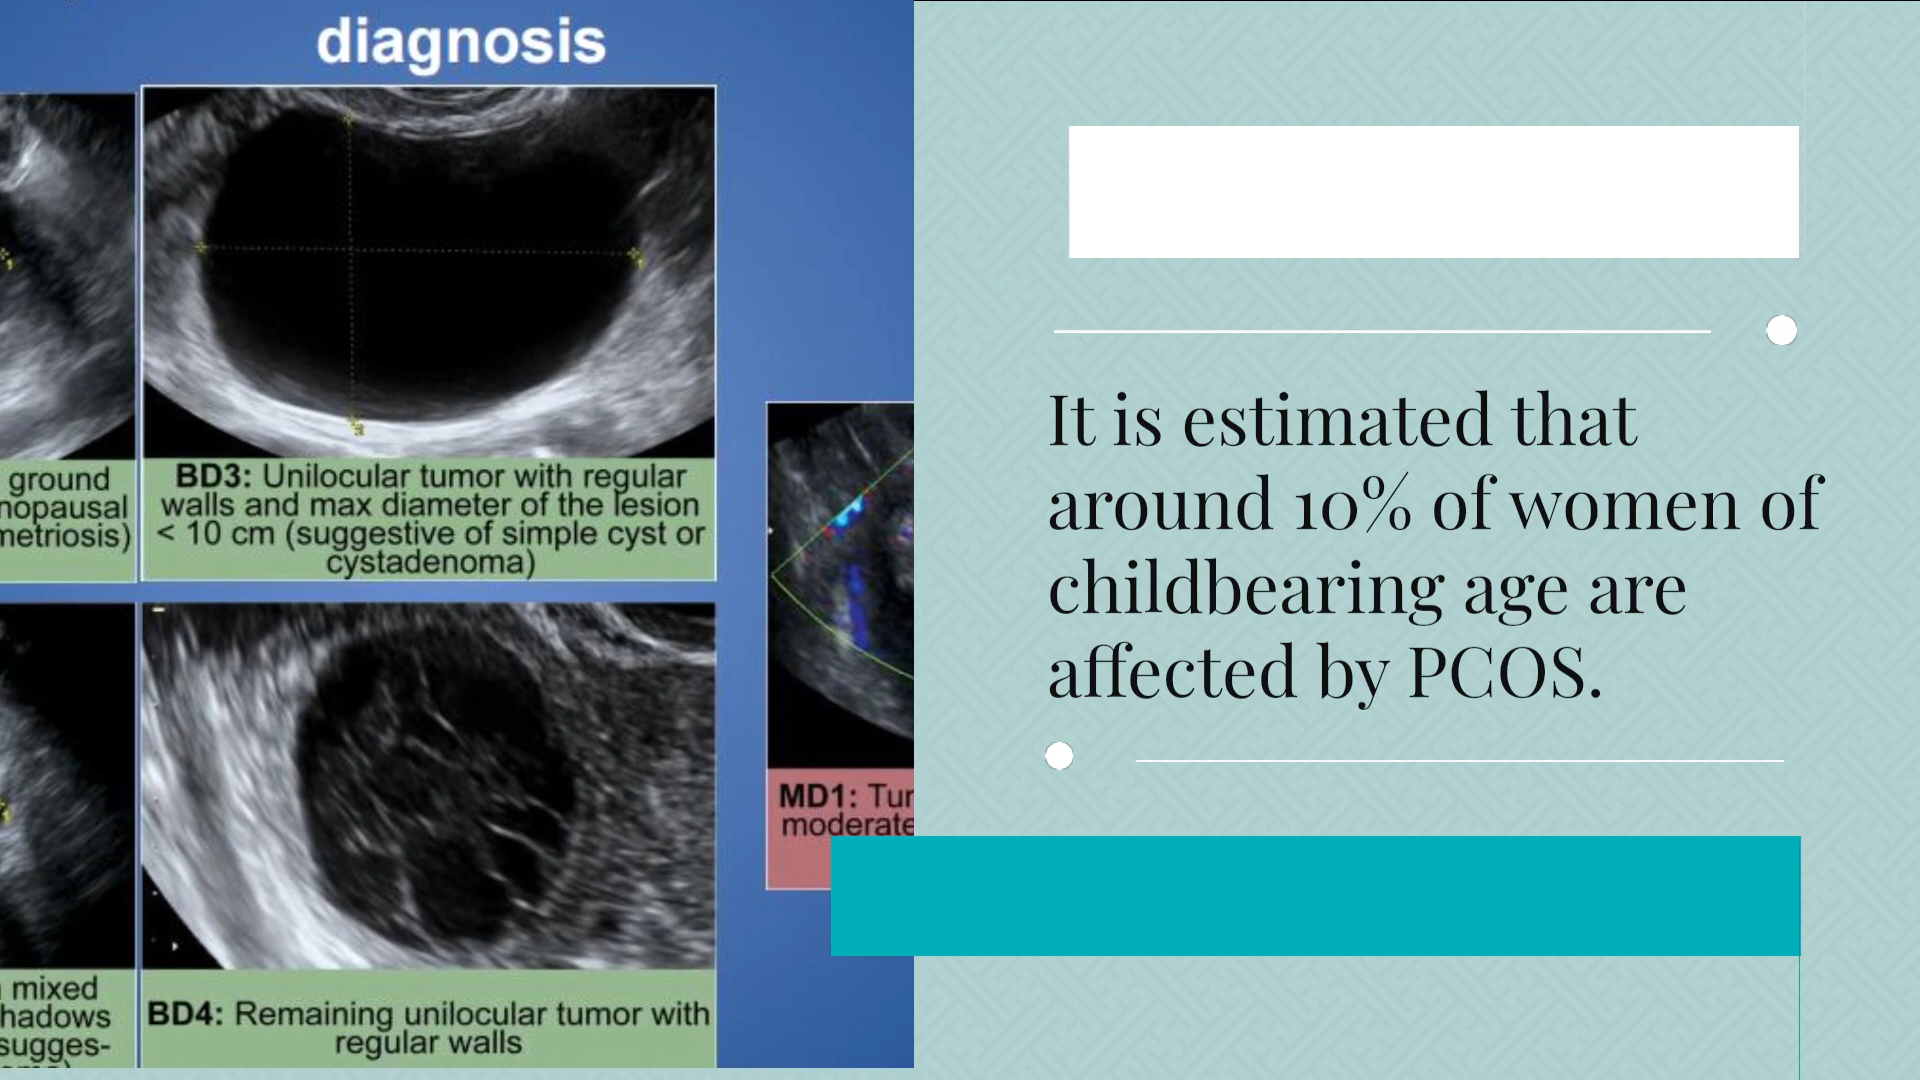 diagnosis
ground
nopausal
metriosis)
BD3: Unilocular tumor with regular
walls and max diameter of the lesion
< 10 cm (suggestive of simple cyst or
cystadenoma)
mixed
hadows
sugges-
BD4: Remaining unilocular tumor with
regular walls
MD1: Tur
moderate
It is estimated that
around 10% of women of
childbearing age are
affected by PCOS.